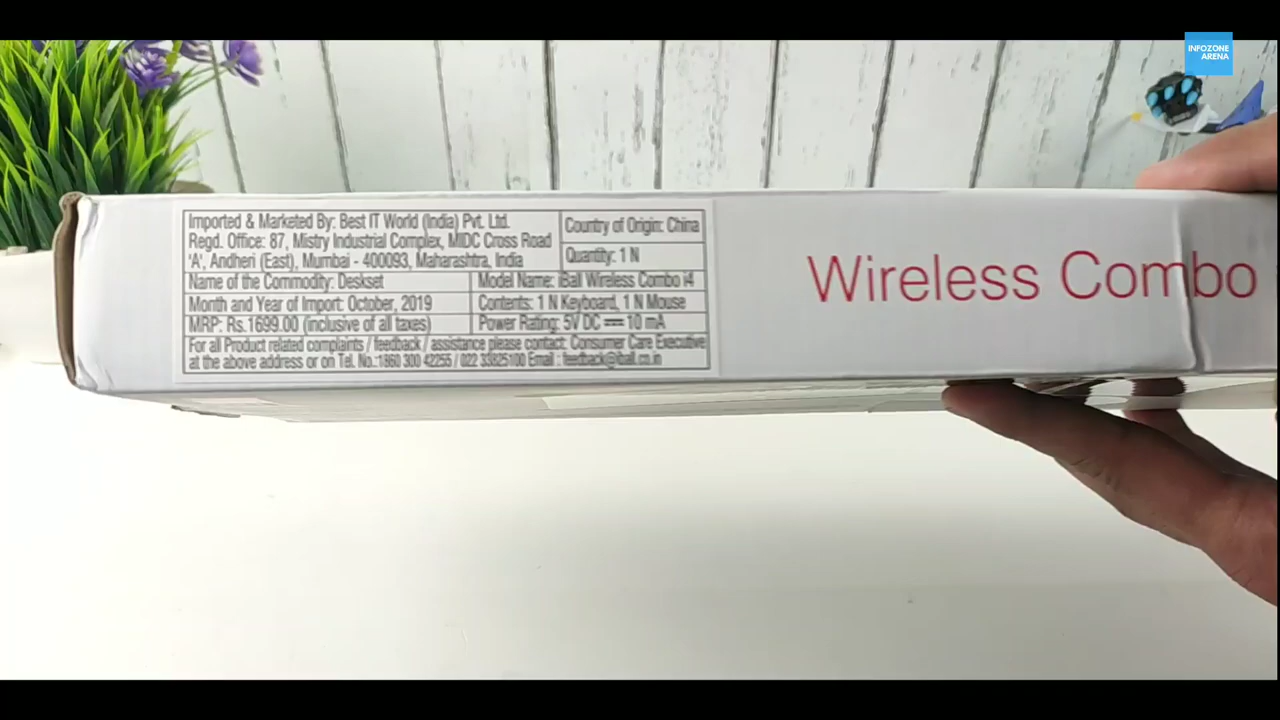 INFOZONE
ARENA
Imported & Marketed By: Best IT World (India) Pvt. Ltd.
Regd. Office: 87, Mistry Industrial Complex, MIDC Cross Road
'A', Andheri (East), Mumbai - 400093, Maharashtra, India
Country of Origin: China
Quantity: 1 N
Name of the Commodity: Deskset
Model Name: iBall Wireless Combo i4
Month and Year of Import: October, 2019
Contents: 1 N Keyboard, 1 N Mouse
MRP: Rs.1699.00 (inclusive of all taxes)
Power Rating: 5V DC ⎓ 10 mA
For all Product related complaints / feedback / assistance please contact: Consumer Care Executive
at the above address or on Tel. No.:1860 300 42255 / 022 33825100 Email : feedback@iball.co.in
Wireless Combo